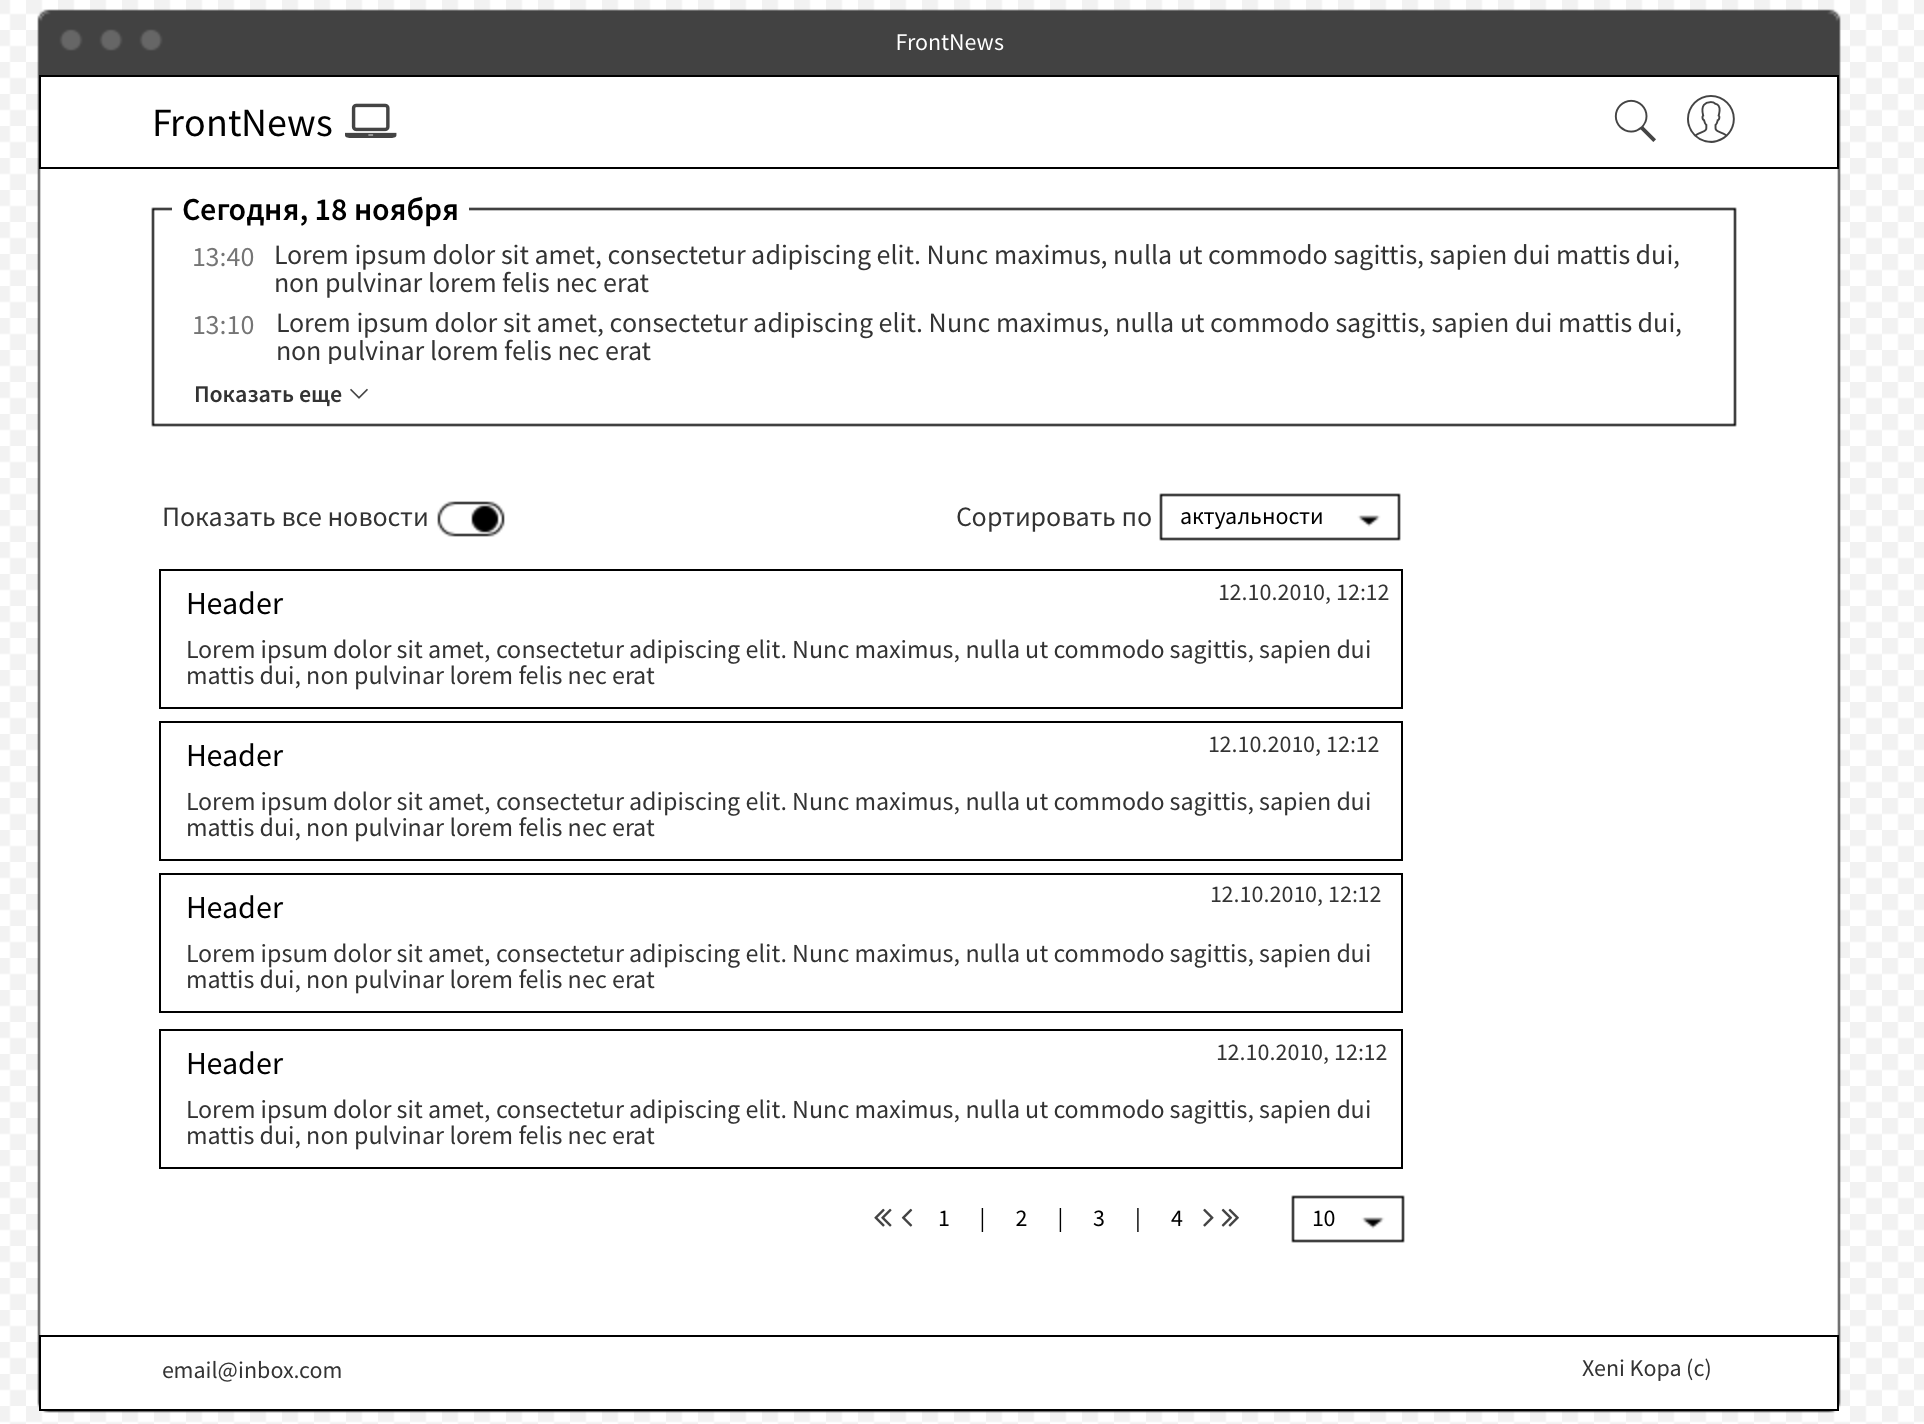 FrontNews
FrontNews
Сегодня, 18 ноября
13:40 Lorem ipsum dolor sit amet, consectetur adipiscing elit. Nunc maximus, nulla ut commodo sagittis, sapien dui mattis dui,
non pulvinar lorem felis nec erat
13:10 Lorem ipsum dolor sit amet, consectetur adipiscing elit. Nunc maximus, nulla ut commodo sagittis, sapien dui mattis dui,
non pulvinar lorem felis nec erat
Показать еще
Показать все новости
Сортировать по актуальности
Header 12.10.2010, 12:12
Lorem ipsum dolor sit amet, consectetur adipiscing elit. Nunc maximus, nulla ut commodo sagittis, sapien dui
mattis dui, non pulvinar lorem felis nec erat
Header 12.10.2010, 12:12
Lorem ipsum dolor sit amet, consectetur adipiscing elit. Nunc maximus, nulla ut commodo sagittis, sapien dui
mattis dui, non pulvinar lorem felis nec erat
Header 12.10.2010, 12:12
Lorem ipsum dolor sit amet, consectetur adipiscing elit. Nunc maximus, nulla ut commodo sagittis, sapien dui
mattis dui, non pulvinar lorem felis nec erat
Header 12.10.2010, 12:12
Lorem ipsum dolor sit amet, consectetur adipiscing elit. Nunc maximus, nulla ut commodo sagittis, sapien dui
mattis dui, non pulvinar lorem felis nec erat
« < 1 | 2 | 3 | 4 > » 10
email@inbox.com
Xeni Kopa (c)